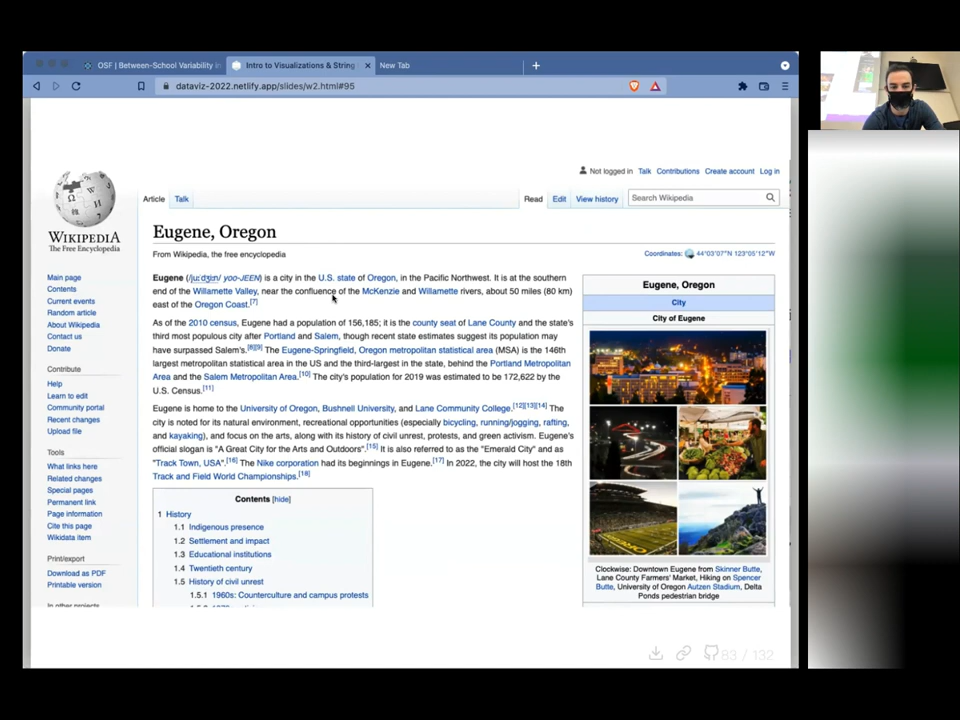 OSF | Between-School Variability in
Intro to Visualizations & String
New Tab
dataviz-2022.netlify.app/slides/w2.html#95
Not logged in Talk Contributions Create account Log in
Article Talk
Read Edit View history
Search Wikipedia
WIKIPEDIA
The Free Encyclopedia
Main page
Contents
Current events
Random article
About Wikipedia
Contact us
Donate
Contribute
Help
Learn to edit
Community portal
Recent changes
Upload file
Tools
What links here
Related changes
Special pages
Permanent link
Page information
Cite this page
Wikidata item
Print/export
Download as PDF
Printable version
In other projects
Eugene, Oregon
From Wikipedia, the free encyclopedia
Coordinates: 44°03′07″N 123°05′12″W
Eugene (/juːˈdʒiːn/ yoo-JEEN) is a city in the U.S. state of Oregon, in the Pacific Northwest. It is at the southern
end of the Willamette Valley, near the confluence of the McKenzie and Willamette rivers, about 50 miles (80 km)
east of the Oregon Coast.[7]
As of the 2010 census, Eugene had a population of 156,185; it is the county seat of Lane County and the state's
third most populous city after Portland and Salem, though recent state estimates suggest its population may
have surpassed Salem's.[8][9] The Eugene-Springfield, Oregon metropolitan statistical area (MSA) is the 146th
largest metropolitan statistical area in the US and the third-largest in the state, behind the Portland Metropolitan
Area and the Salem Metropolitan Area.[10] The city's population for 2019 was estimated to be 172,622 by the
U.S. Census.[11]
Eugene is home to the University of Oregon, Bushnell University, and Lane Community College.[12][13][14] The
city is noted for its natural environment, recreational opportunities (especially bicycling, running/jogging, rafting,
and kayaking), and focus on the arts, along with its history of civil unrest, protests, and green activism. Eugene's
official slogan is "A Great City for the Arts and Outdoors".[15] It is also referred to as the "Emerald City" and as
"Track Town, USA".[16] The Nike corporation had its beginnings in Eugene.[17] In 2022, the city will host the 18th
Track and Field World Championships.[18]
Contents [hide]
1 History
1.1 Indigenous presence
1.2 Settlement and impact
1.3 Educational institutions
1.4 Twentieth century
1.5 History of civil unrest
1.5.1 1960s: Counterculture and campus protests
Eugene, Oregon
City
City of Eugene
Clockwise: Downtown Eugene from Skinner Butte,
Lane County Farmers' Market, Hiking on Spencer
Butte, University of Oregon Autzen Stadium, Delta
Ponds pedestrian bridge
83 / 132